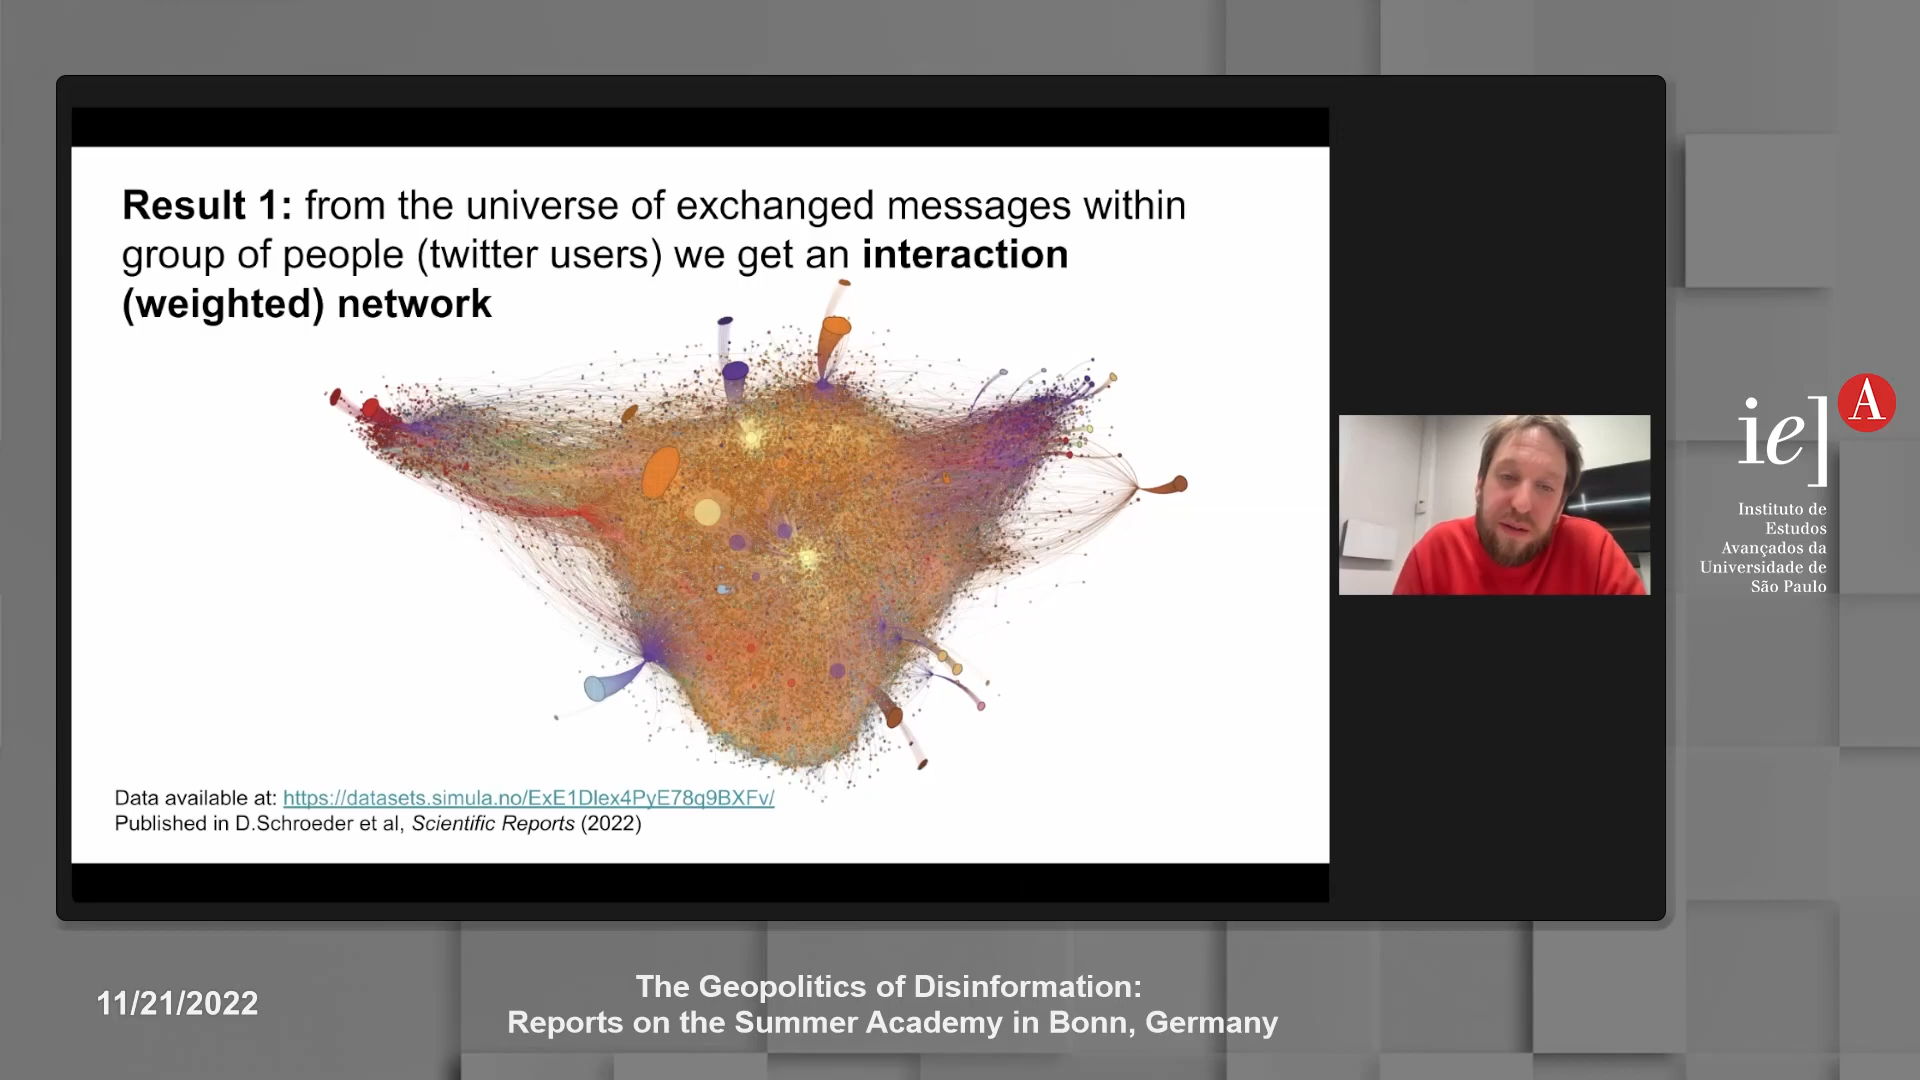 Result 1: from the universe of exchanged messages within
group of people (twitter users) we get an interaction
(weighted) network
Data available at: https://datasets.simula.no/ExE1Dlex4PyE78q9BXFv/
Published in D.Schroeder et al, Scientific Reports (2022)
ie] A
Instituto de
Estudos
Avançados da
Universidade de
São Paulo
11/21/2022
The Geopolitics of Disinformation:
Reports on the Summer Academy in Bonn, Germany